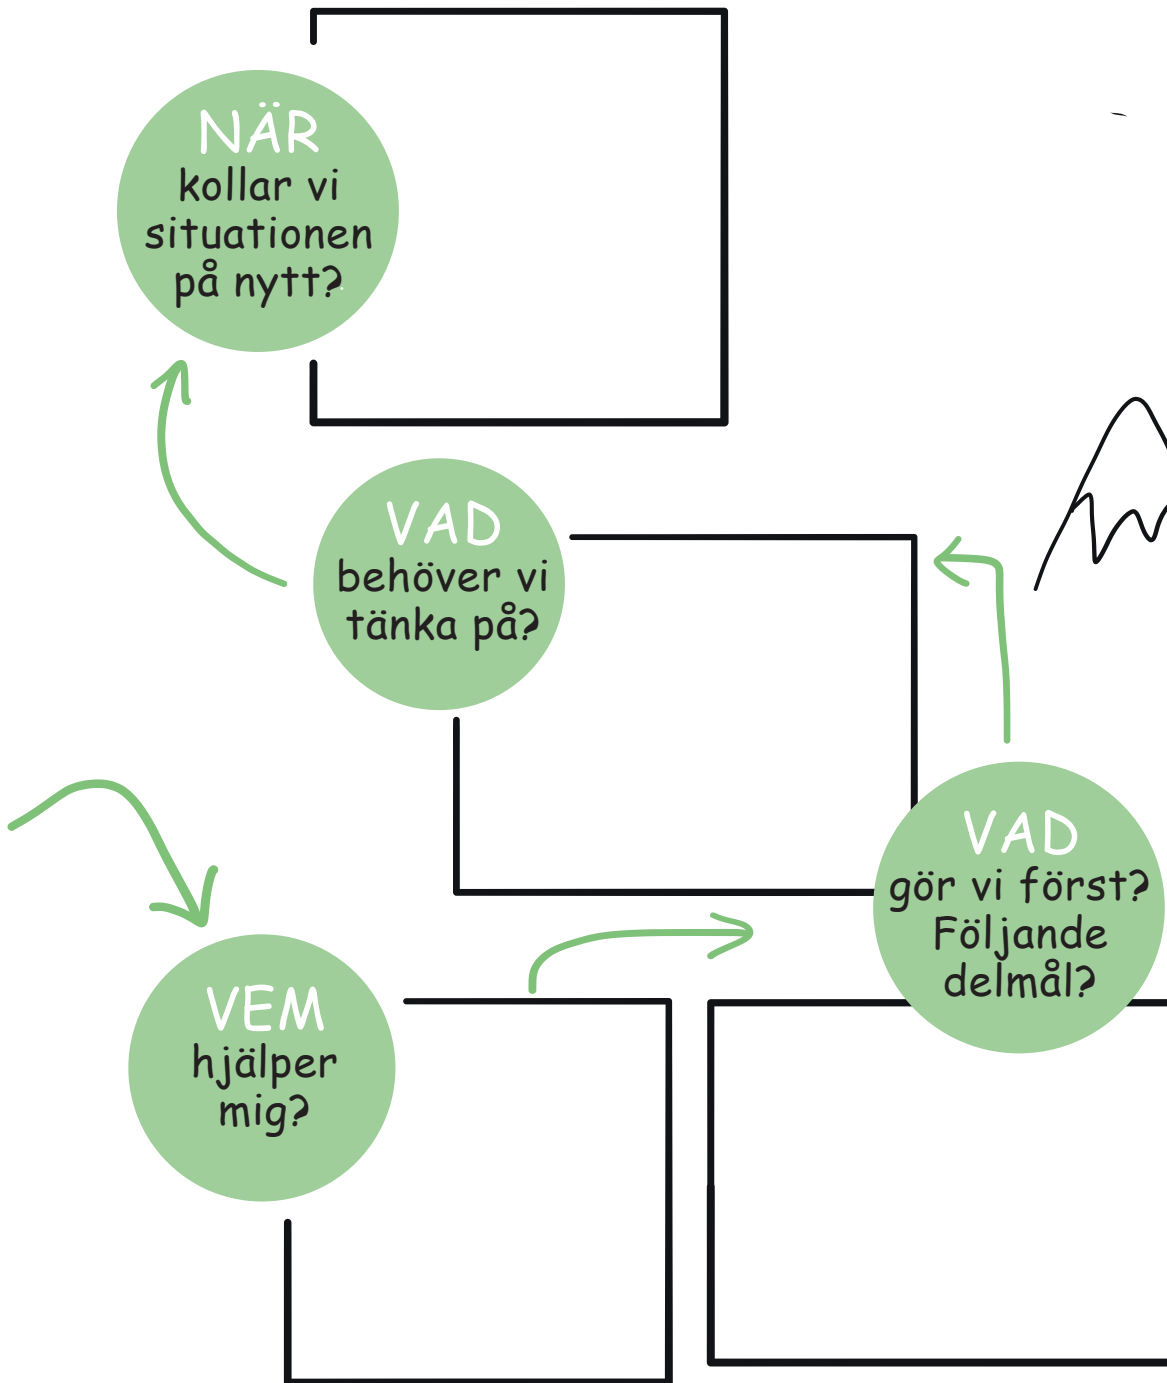 NÄR
kollar vi
situationen
på nytt?
VAD
behöver vi
tänka på?
VAD
gör vi först?
Följande
delmål?
VEM
hjälper
mig?